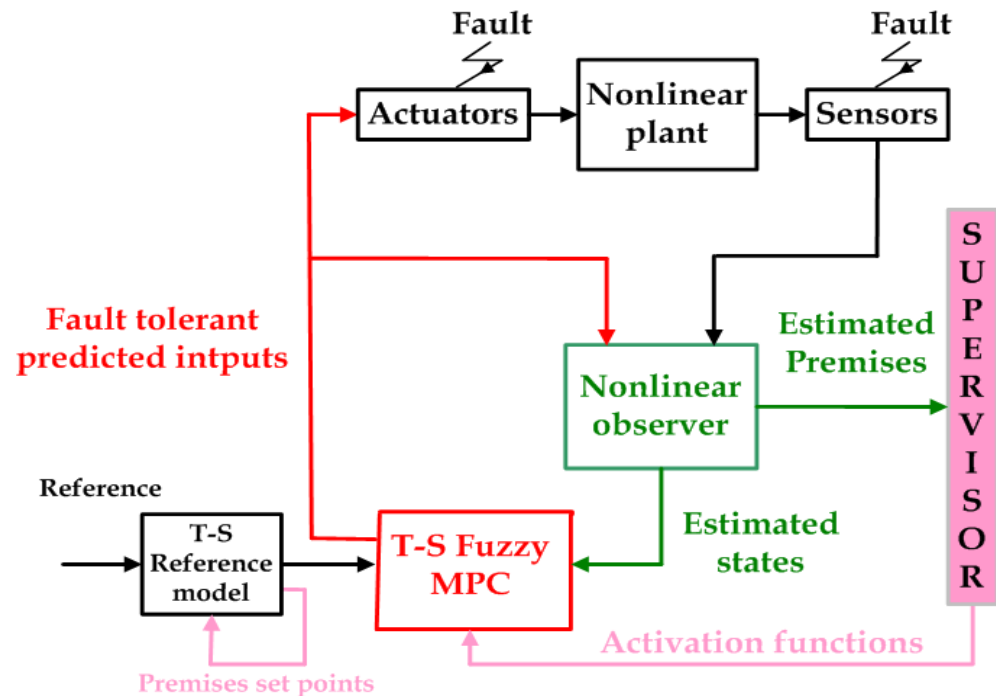 Fault
Fault
Actuators
Nonlinear
plant
Sensors
Fault tolerant
predicted intputs
Estimated
Premises
SUPERVISOR
Nonlinear
observer
Reference
T-S
Reference
model
T-S Fuzzy
MPC
Estimated
states
Activation functions
Premises set points